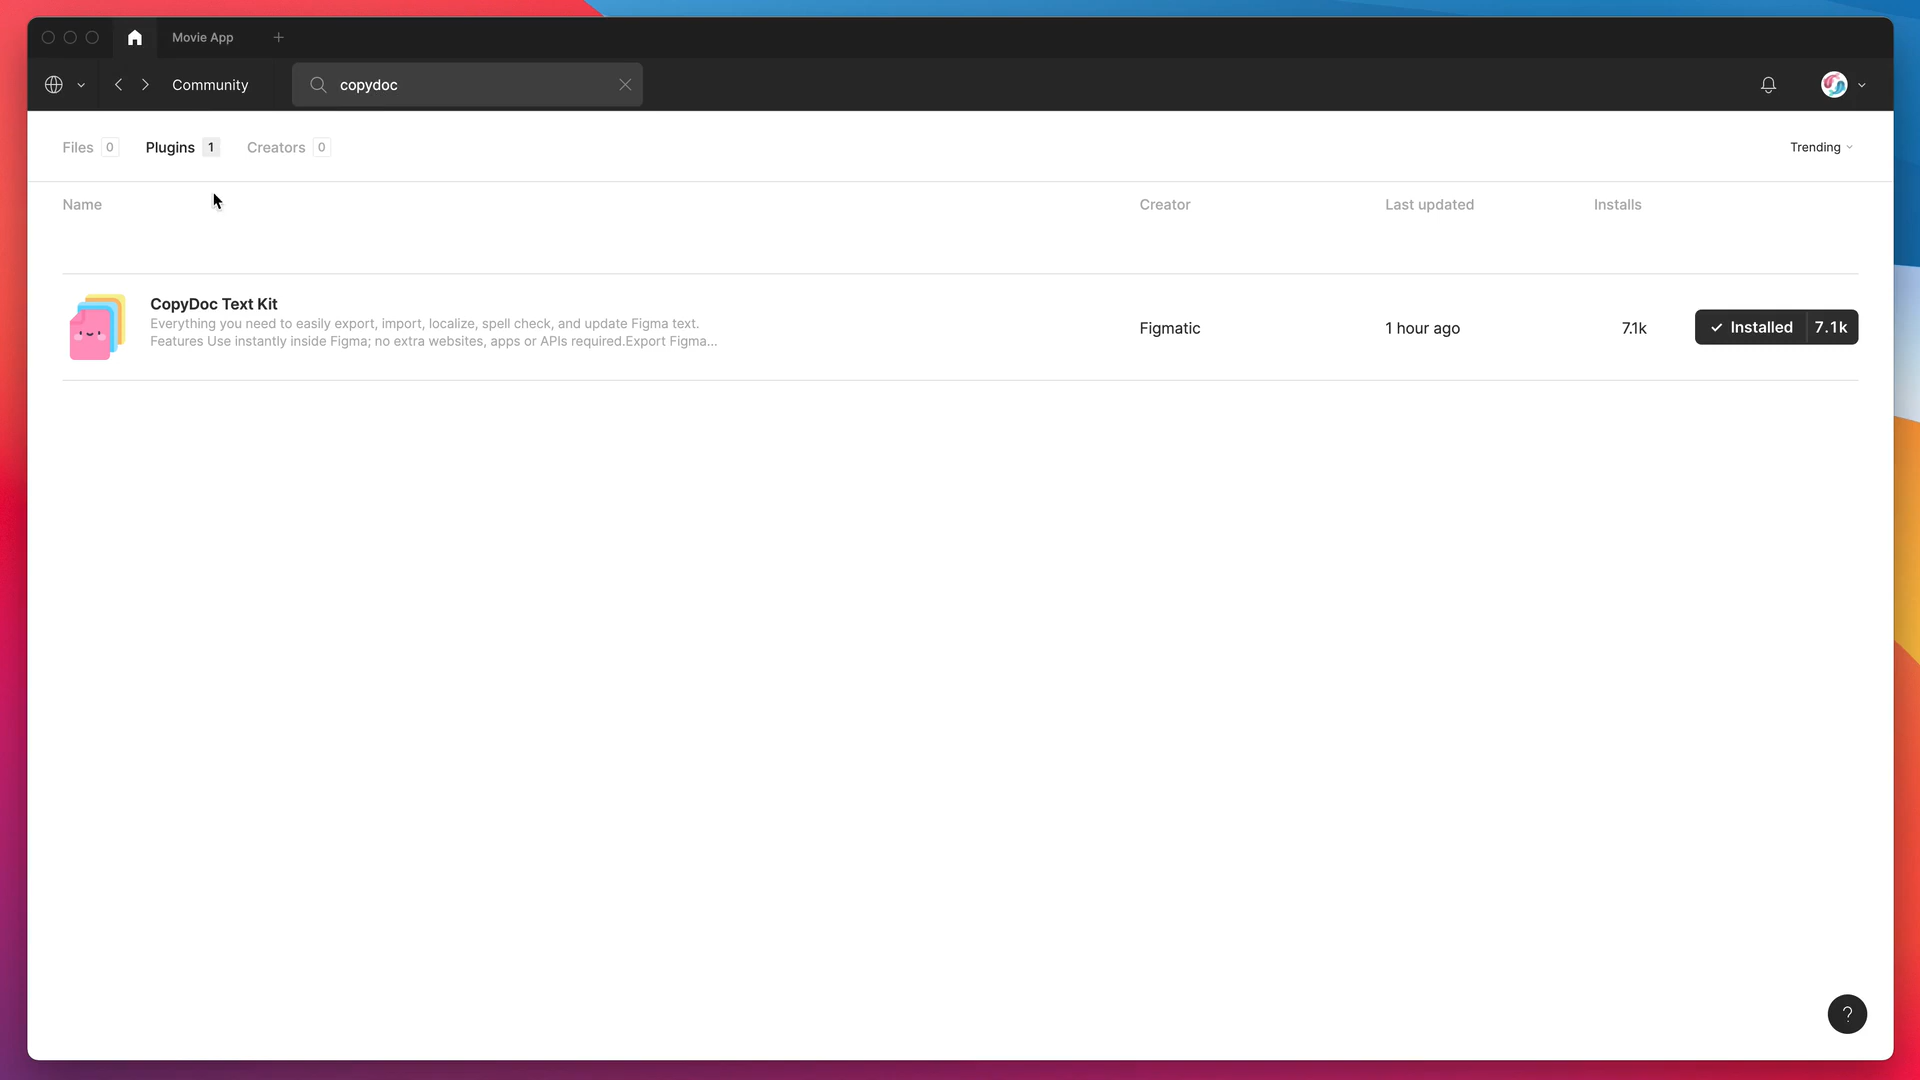 Movie App
Community
copydoc
Files 0 Plugins 1 Creators 0
Trending
Name Creator Last updated Installs
CopyDoc Text Kit
Everything you need to easily export, import, localize, spell check, and update Figma text.
Features Use instantly inside Figma; no extra websites, apps or APIs required.Export Figma...
Figmatic 1 hour ago 7.1k Installed 7.1k
?